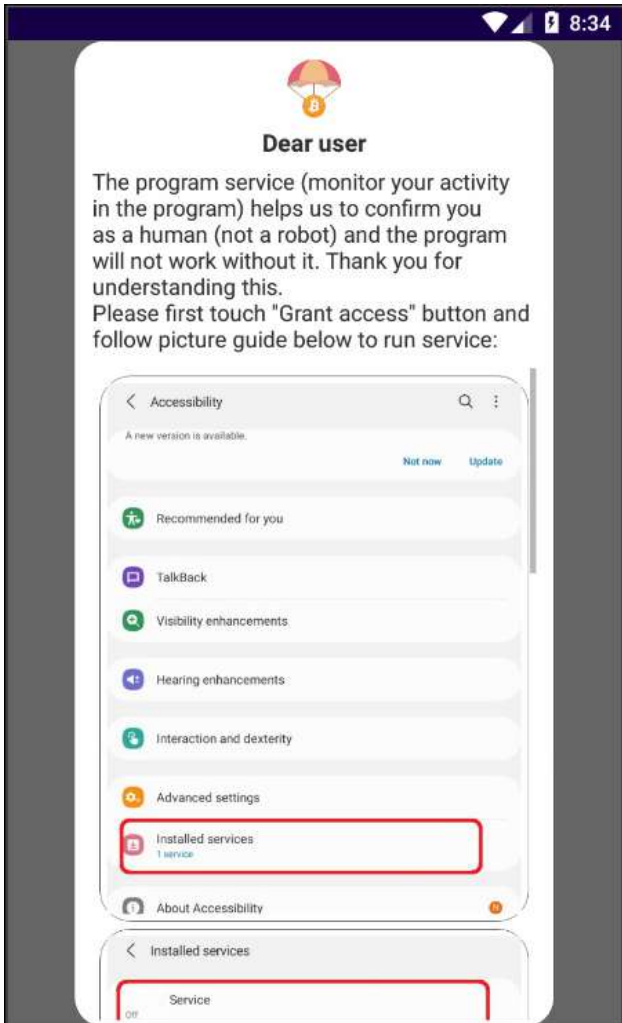 8:34
Dear user
The program service (monitor your activity
in the program) helps us to confirm you
as a human (not a robot) and the program
will not work without it. Thank you for
understanding this.
Please first touch "Grant access" button and
follow picture guide below to run service:
Accessibility
A new version is available.
Not now Update
Recommended for you
TalkBack
Visibility enhancements
Hearing enhancements
Interaction and dexterity
Advanced settings
Installed services
1 service
About Accessibility
N
Installed services
Service
Off